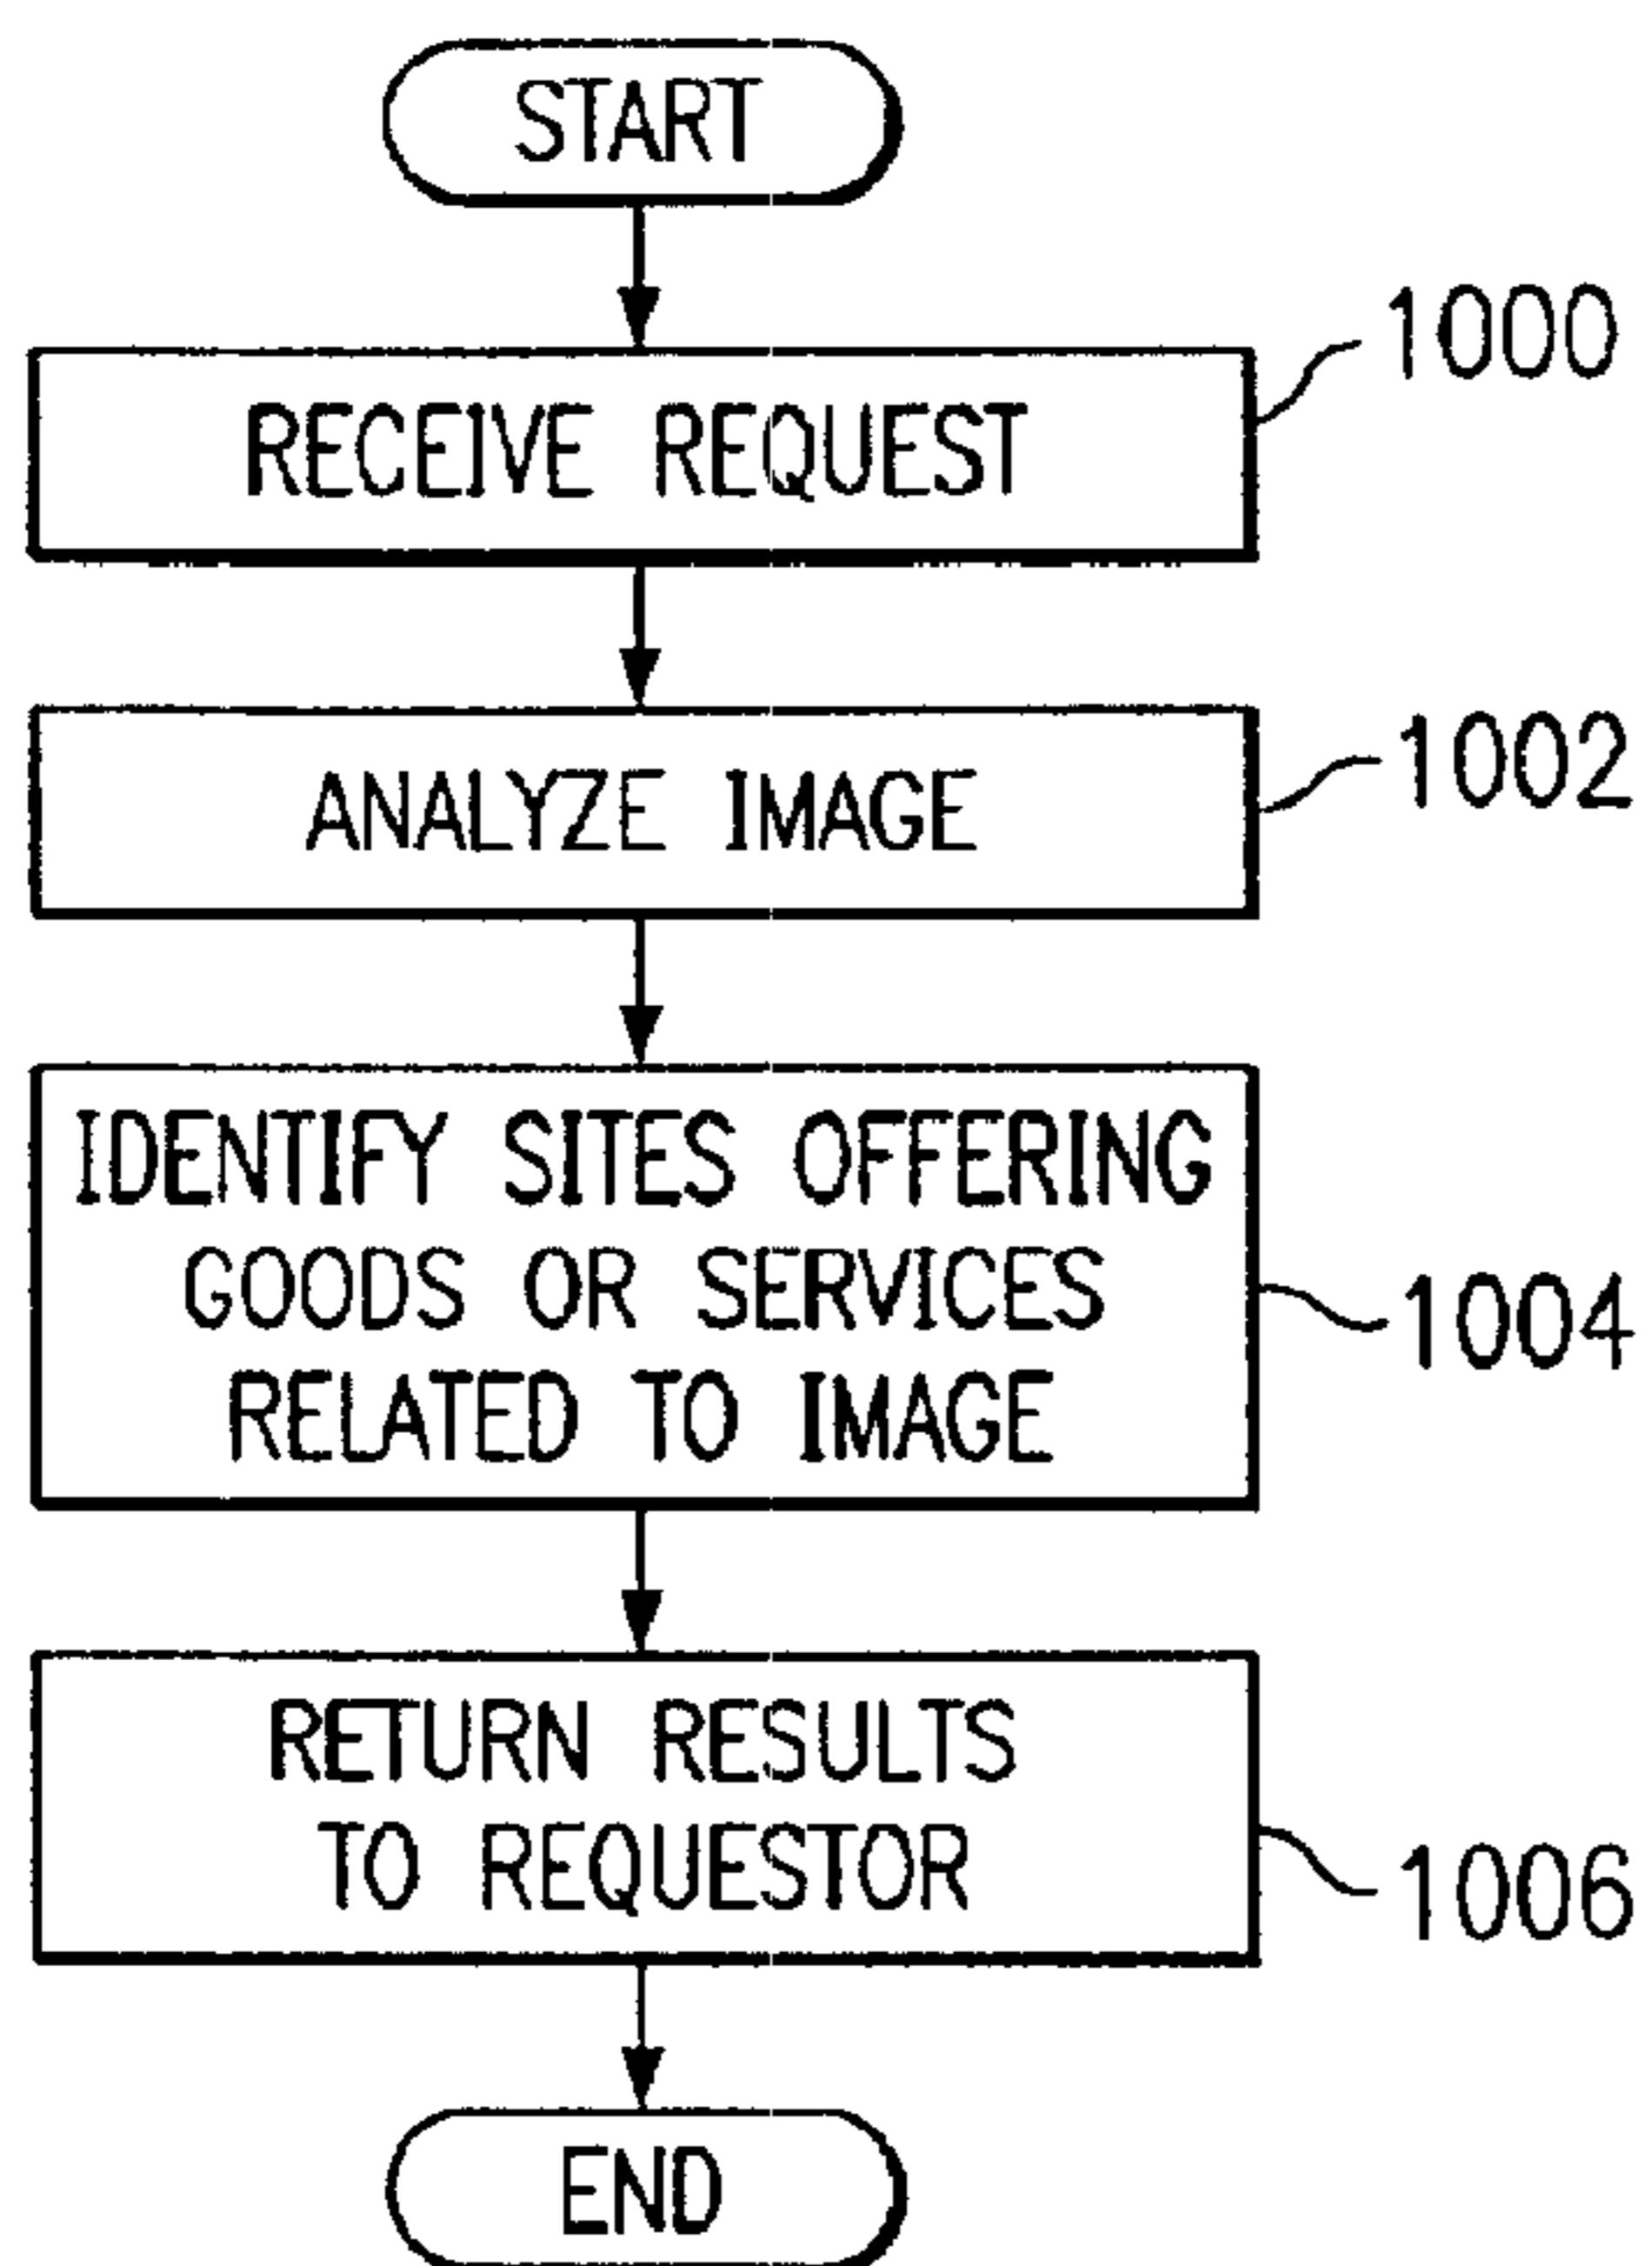 START
1000
RECEIVE REQUEST
1002
ANALYZE IMAGE
IDENTIFY SITES OFFERING
GOODS OR SERVICES
1004
RELATED TO IMAGE
RETURN RESULTS
TO REQUESTOR
1006
END